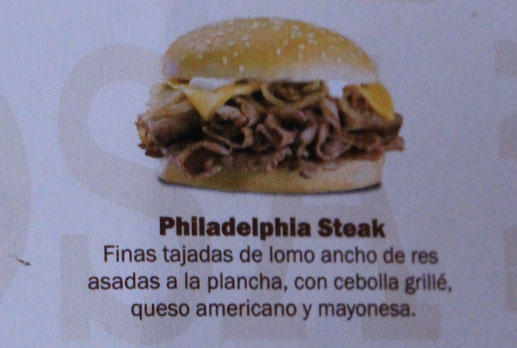 Philadelphia Steak
Finas tajadas de lomo ancho de res
asadas a la plancha, con cebolla grillé,
queso americano y mayonesa.